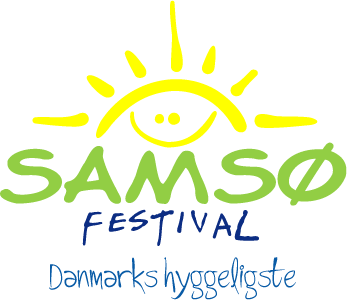 SAMSØ
FESTIVAL
Danmarks hyggeligste